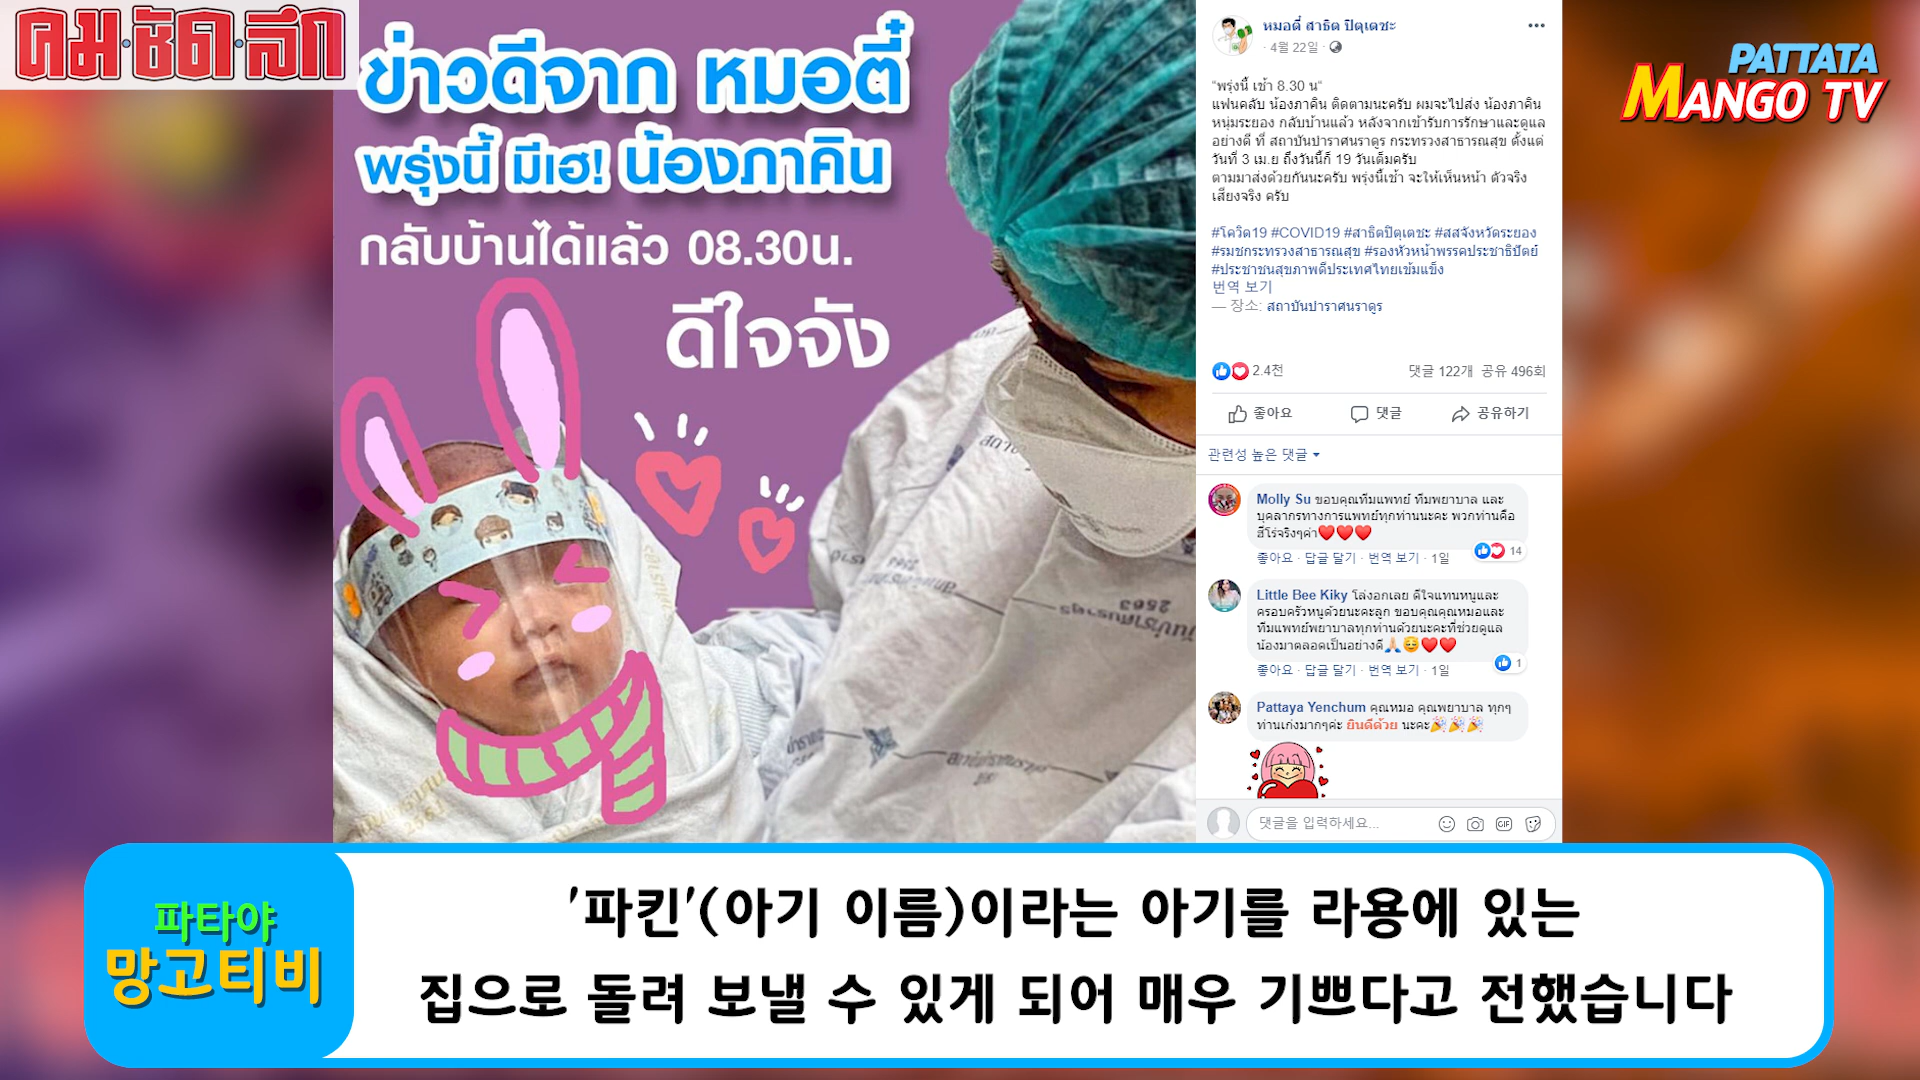 คม·ชัด·ลึก
ข่าวดีจาก หมอตี๋
พรุ่งนี้ มีเฮ! น้องภาคิน
กลับบ้านได้แล้ว 08.30น.
ดีใจจัง
หมอตี๋ สาธิต ปิตุเตชะ
· 4월 22일 ·
“พรุ่งนี้ เช้า 8.30 น“
แฟนคลับ น้องภาคิน ติดตามนะครับ ผมจะไปส่ง น้องภาคิน
หนุ่มระยอง กลับบ้านแล้ว หลังจากเข้ารับการรักษาและดูแล
อย่างดี ที่ สถาบันบำราศนราดูร กระทรวงสาธารณสุข ตั้งแต่
วันที่ 3 เม.ย ถึงวันนี้ก็ 19 วันเต็มครับ
ตามมาส่งด้วยกันนะครับ พรุ่งนี้เช้า จะให้เห็นหน้า ตัวจริง
เสียงจริง ครับ
#โควิด19 #COVID19 #สาธิตปิตุเตชะ #สสจังหวัดระยอง
#รมชกระทรวงสาธารณสุข #รองหัวหน้าพรรคประชาธิปัตย์
#ประชาชนสุขภาพดีประเทศไทยเข้มแข็ง
번역 보기
— 장소: สถาบันบำราศนราดูร
2.4천 댓글 122개 공유 496회
좋아요 댓글 공유하기
관련성 높은 댓글
Molly Su ขอบคุณทีมแพทย์ ทีมพยาบาล และ
บุคลากรทางการแพทย์ทุกท่านนะคะ พวกท่านคือ
ฮีโร่จริงๆค่า❤️❤️❤️
14
좋아요 · 답글 달기 · 번역 보기 · 1일
Little Bee Kiky โล่งอกเลย ดีใจแทนหนูและ
ครอบครัวหนูด้วยนะคะลูก ขอบคุณคุณหมอและ
ทีมแพทย์พยาบาลทุกท่านด้วยนะคะที่ช่วยดูแล
น้องมาตลอดเป็นอย่างดี🙏🏻😇❤️❤️
1
좋아요 · 답글 달기 · 번역 보기 · 1일
Pattaya Yenchum คุณหมอ คุณพยาบาล ทุกๆ
ท่านเก่งมากๆค่ะ ยินดีด้วย นะคะ🎉🎉🎉
댓글을 입력하세요...
GIF
PATTATA
MANGO TV
파타야
망고티비
'파킨'(아기 이름)이라는 아기를 라용에 있는
집으로 돌려 보낼 수 있게 되어 매우 기쁘다고 전했습니다